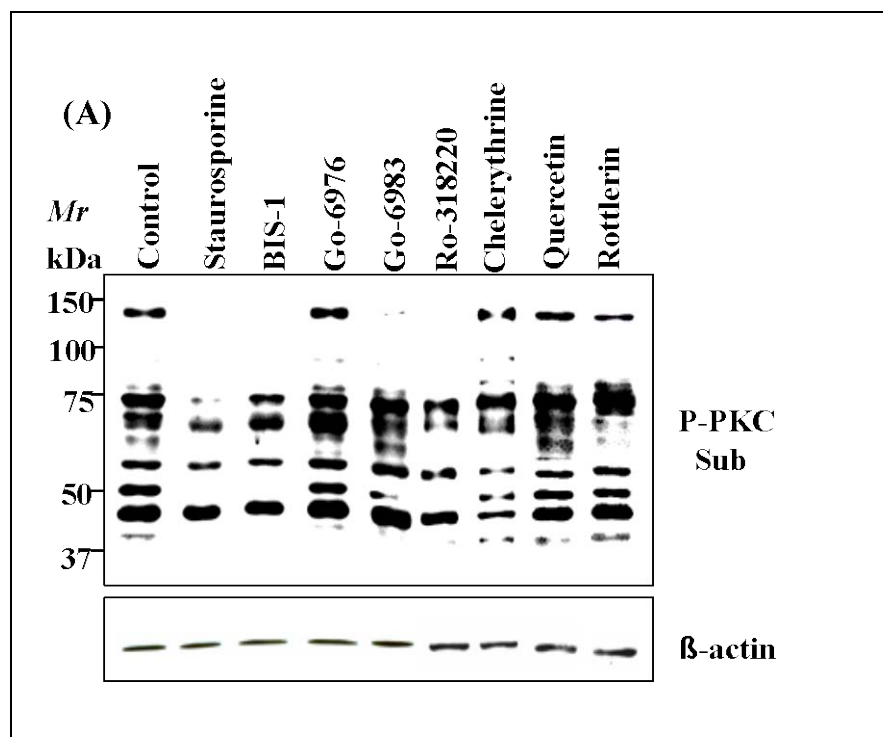 (A)
Mr
kDa
Control
Staurosporine
BIS-1
Go-6976
Go-6983
Ro-318220
Chelerythrine
Quercetin
Rottlerin
150
100
75
50
37
P-PKC
Sub
ß-actin